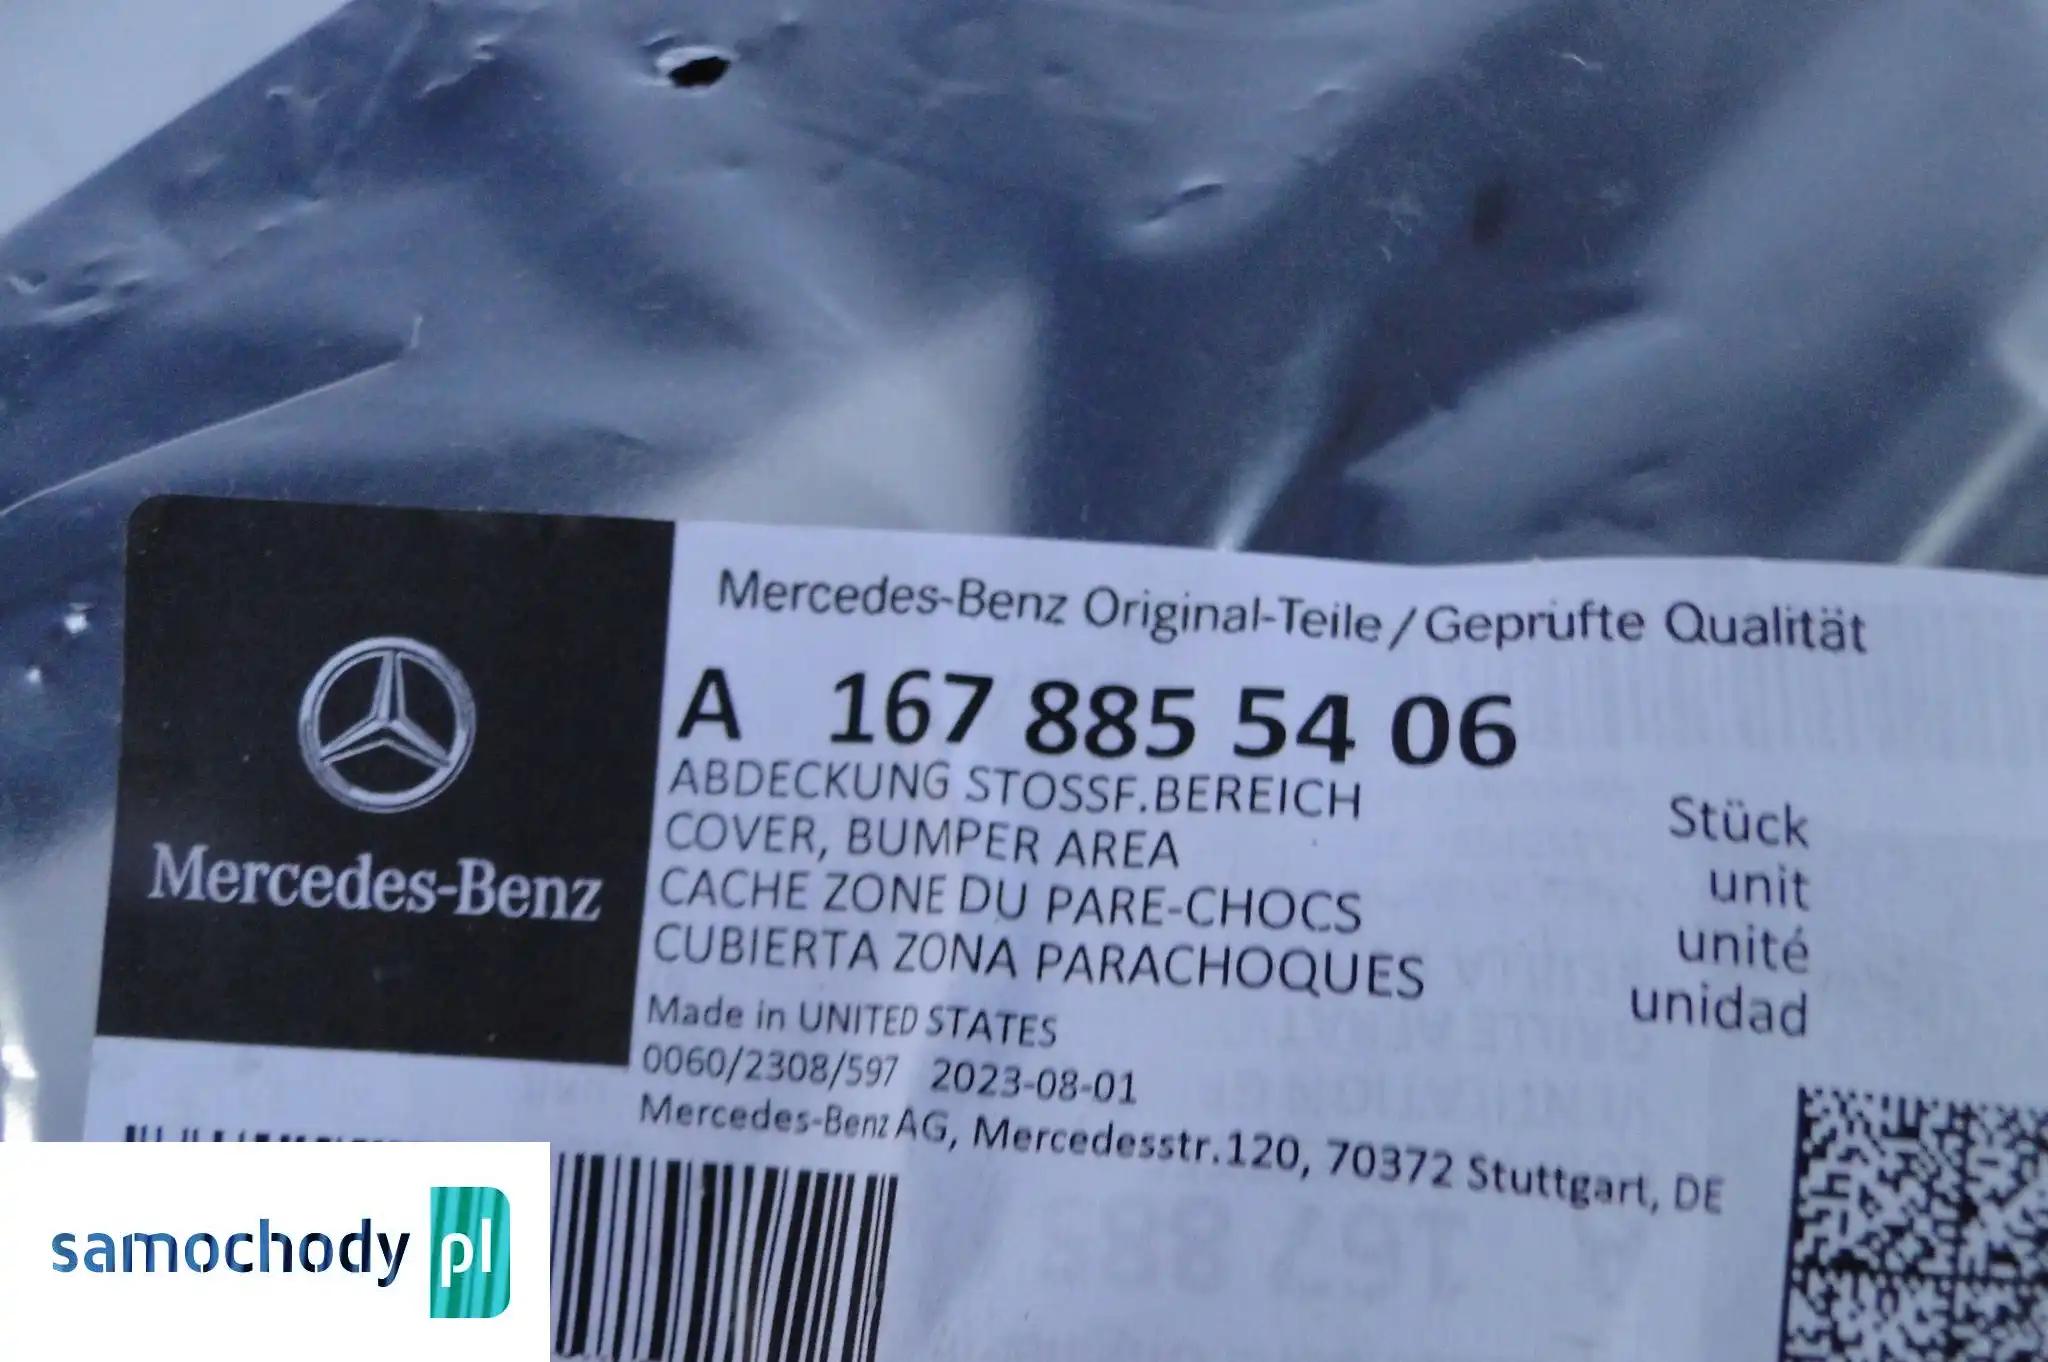 Mercedes-Benz Original-Teile / Geprüfte Qualität
A 167 885 54 06
ABDECKUNG STOSSF.BEREICH
COVER, BUMPER AREA
CACHE ZONE DU PARE-CHOCS
CUBIERTA ZONA PARACHOQUES
Stück
unit
unité
unidad
Made in UNITED STATES
0060/2308/597 2023-08-01
Mercedes-Benz AG, Mercedesstr.120, 70372 Stuttgart, DE
Mercedes-Benz
samochody pl